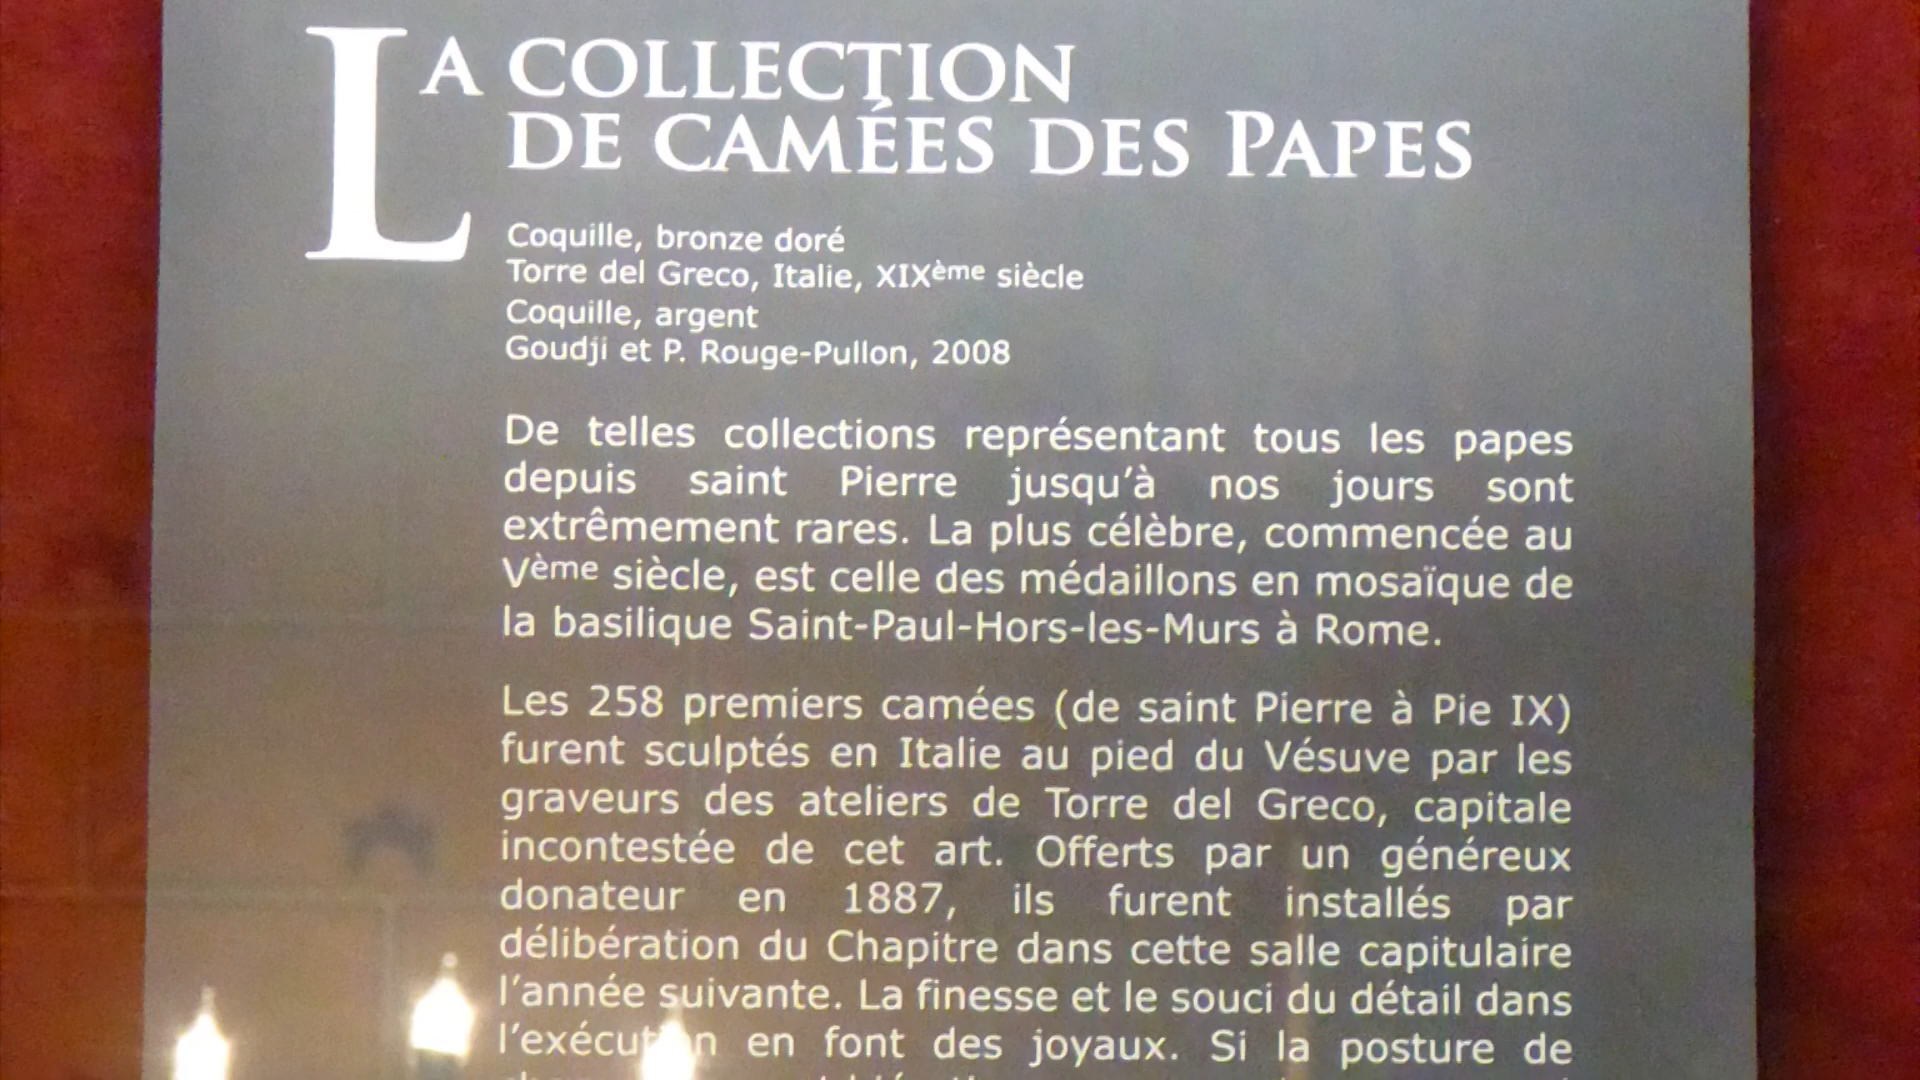 LA COLLECTION
DE CAMÉES DES PAPES
Coquille, bronze doré
Torre del Greco, Italie, XIXème siècle
Coquille, argent
Goudji et P. Rouge-Pullon, 2008
De telles collections représentant tous les papes
depuis saint Pierre jusqu'à nos jours sont
extrêmement rares. La plus célèbre, commencée au
Vème siècle, est celle des médaillons en mosaïque de
la basilique Saint-Paul-Hors-les-Murs à Rome.
Les 258 premiers camées (de saint Pierre à Pie IX)
furent sculptés en Italie au pied du Vésuve par les
graveurs des ateliers de Torre del Greco, capitale
incontestée de cet art. Offerts par un généreux
donateur en 1887, ils furent installés par
délibération du Chapitre dans cette salle capitulaire
l'année suivante. La finesse et le souci du détail dans
l'exécution en font des joyaux. Si la posture de